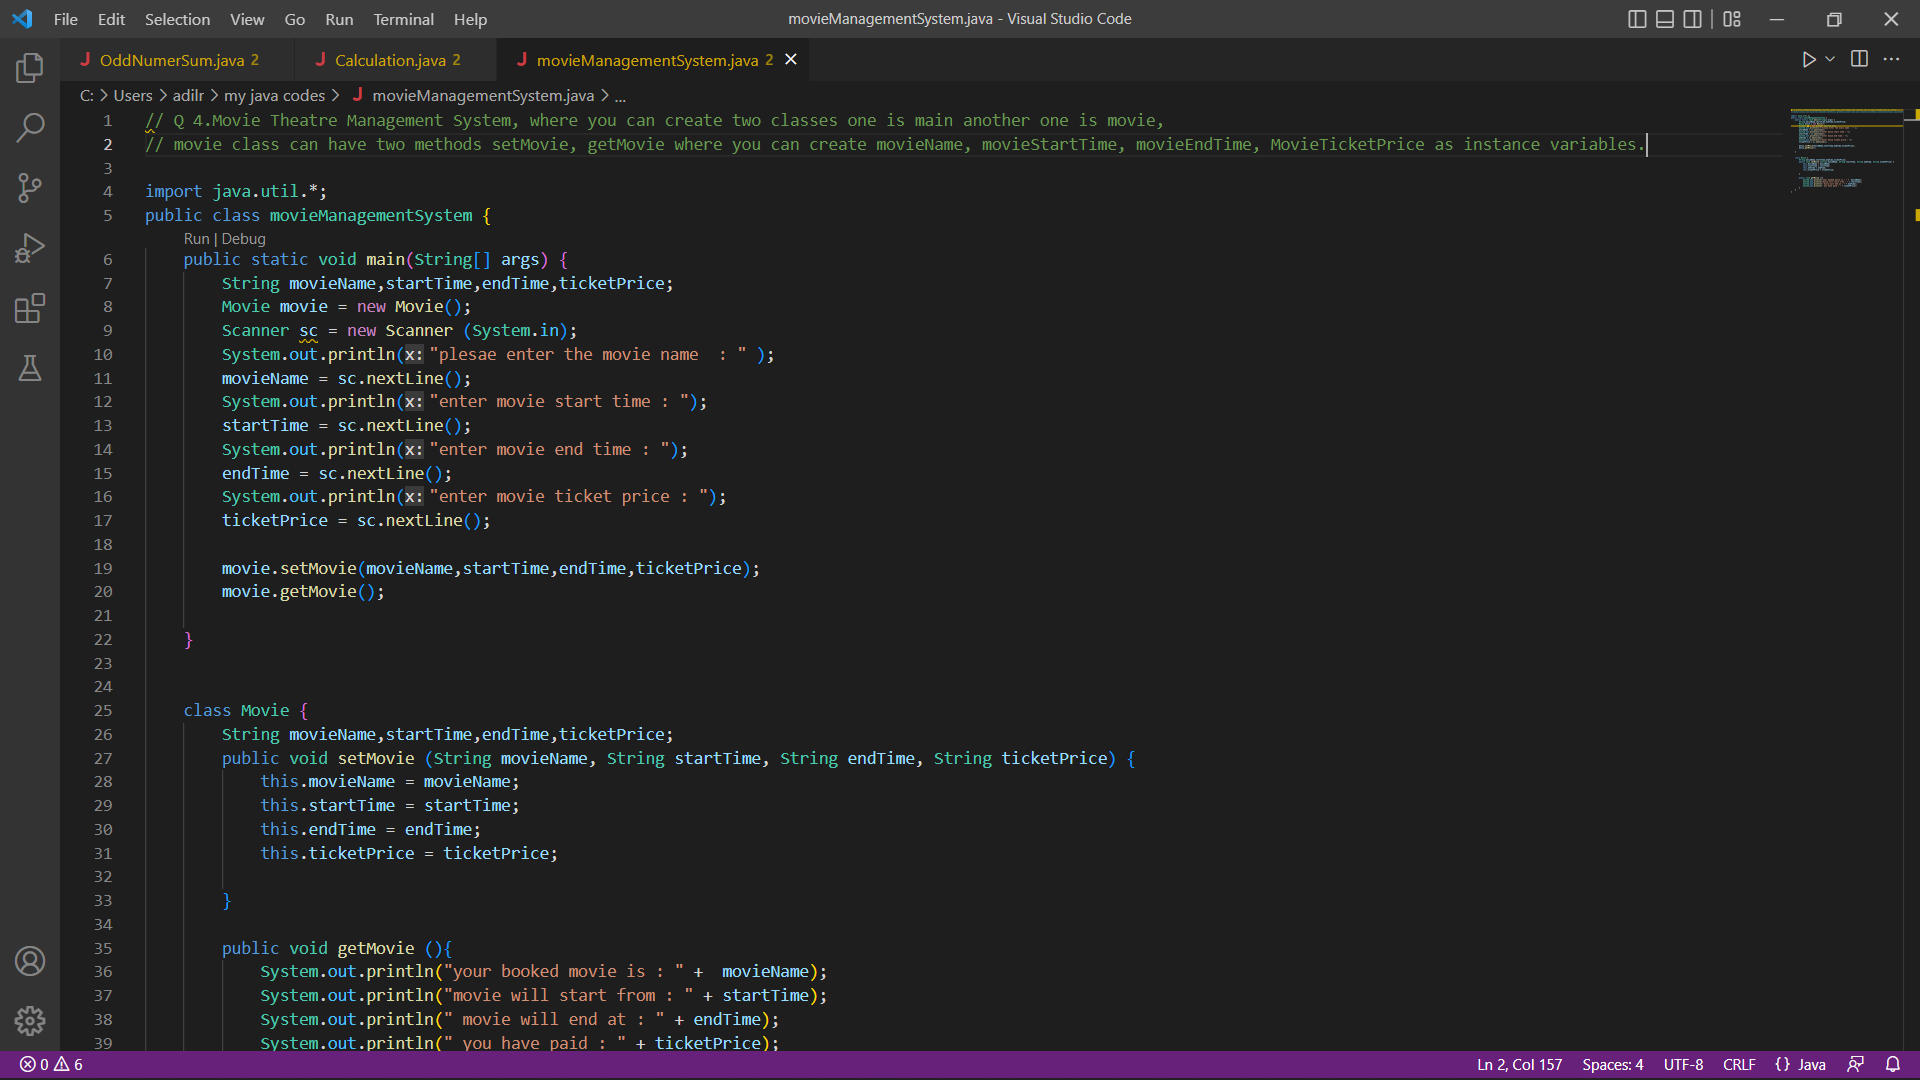 File Edit Selection View Go Run Terminal Help
movieManagementSystem.java - Visual Studio Code
J OddNumerSum.java 2
J Calculation.java 2
J movieManagementSystem.java 2
C: > Users > adilr > my java codes > J movieManagementSystem.java > ...
1 // Q 4.Movie Theatre Management System, where you can create two classes one is main another one is movie,
2 // movie class can have two methods setMovie, getMovie where you can create movieName, movieStartTime, movieEndTime, MovieTicketPrice as instance variables.
3
4 import java.util.*;
5 public class movieManagementSystem {
Run | Debug
6 public static void main(String[] args) {
7 String movieName,startTime,endTime,ticketPrice;
8 Movie movie = new Movie();
9 Scanner sc = new Scanner (System.in);
10 System.out.println(x: "plesae enter the movie name  : " );
11 movieName = sc.nextLine();
12 System.out.println(x: "enter movie start time : ");
13 startTime = sc.nextLine();
14 System.out.println(x: "enter movie end time : ");
15 endTime = sc.nextLine();
16 System.out.println(x: "enter movie ticket price : ");
17 ticketPrice = sc.nextLine();
18
19 movie.setMovie(movieName,startTime,endTime,ticketPrice);
20 movie.getMovie();
21
22 }
23
24
25 class Movie {
26 String movieName,startTime,endTime,ticketPrice;
27 public void setMovie (String movieName, String startTime, String endTime, String ticketPrice) {
28 this.movieName = movieName;
29 this.startTime = startTime;
30 this.endTime = endTime;
31 this.ticketPrice = ticketPrice;
32
33 }
34
35 public void getMovie (){
36 System.out.println("your booked movie is : " +  movieName);
37 System.out.println("movie will start from : " + startTime);
38 System.out.println(" movie will end at : " + endTime);
39 System.out.println(" you have paid : " + ticketPrice);
0 6
Ln 2, Col 157 Spaces: 4 UTF-8 CRLF {} Java